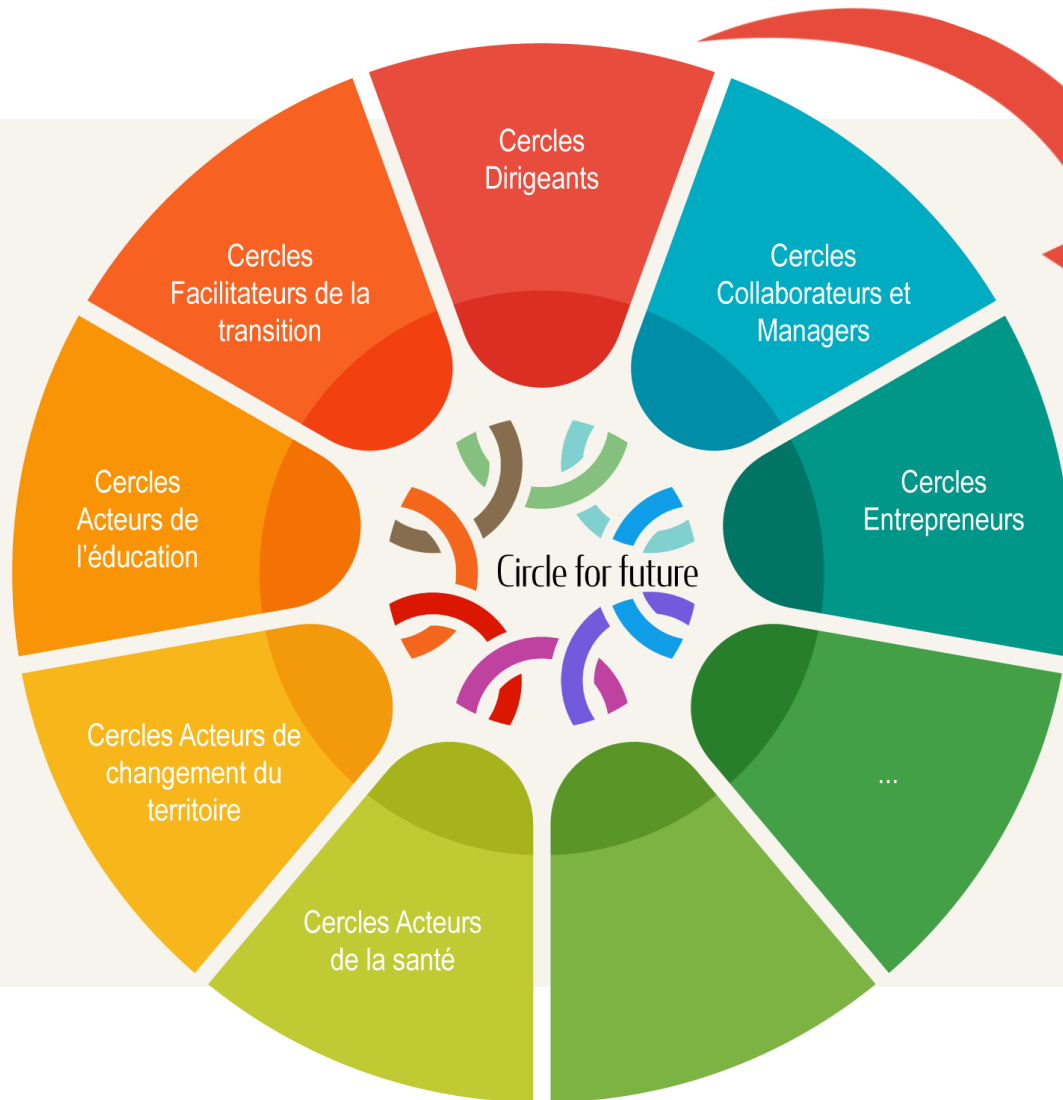 Cercles
Dirigeants
Cercles
Collaborateurs et
Managers
Cercles
Entrepreneurs
...
Cercles Acteurs
de la santé
Cercles Acteurs de
changement du
territoire
Cercles
Acteurs de
l'éducation
Cercles
Facilitateurs de la
transition
Circle for future